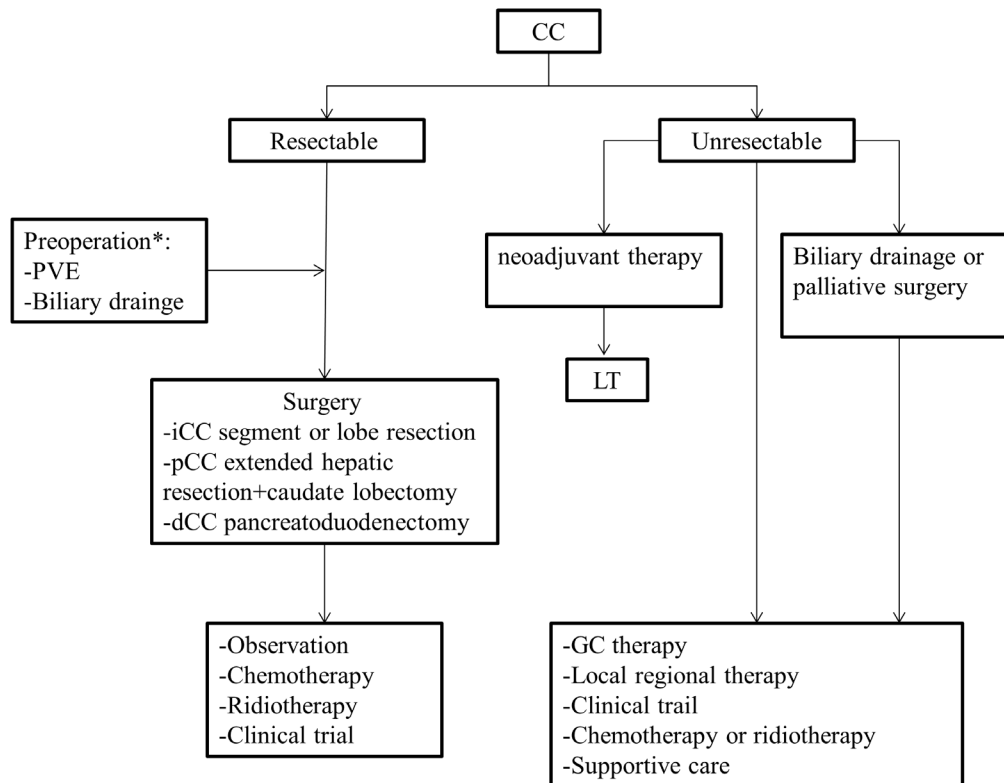 CC
Resectable
Unresectable
Preoperation*:
-PVE
-Biliary drainge
neoadjuvant therapy
Biliary drainage or
palliative surgery
LT
Surgery
-iCC segment or lobe resection
-pCC extended hepatic
resection+caudate lobectomy
-dCC pancreatoduodenectomy
-Observation
-Chemotherapy
-Ridiotherapy
-Clinical trial
-GC therapy
-Local regional therapy
-Clinical trail
-Chemotherapy or ridiotherapy
-Supportive care